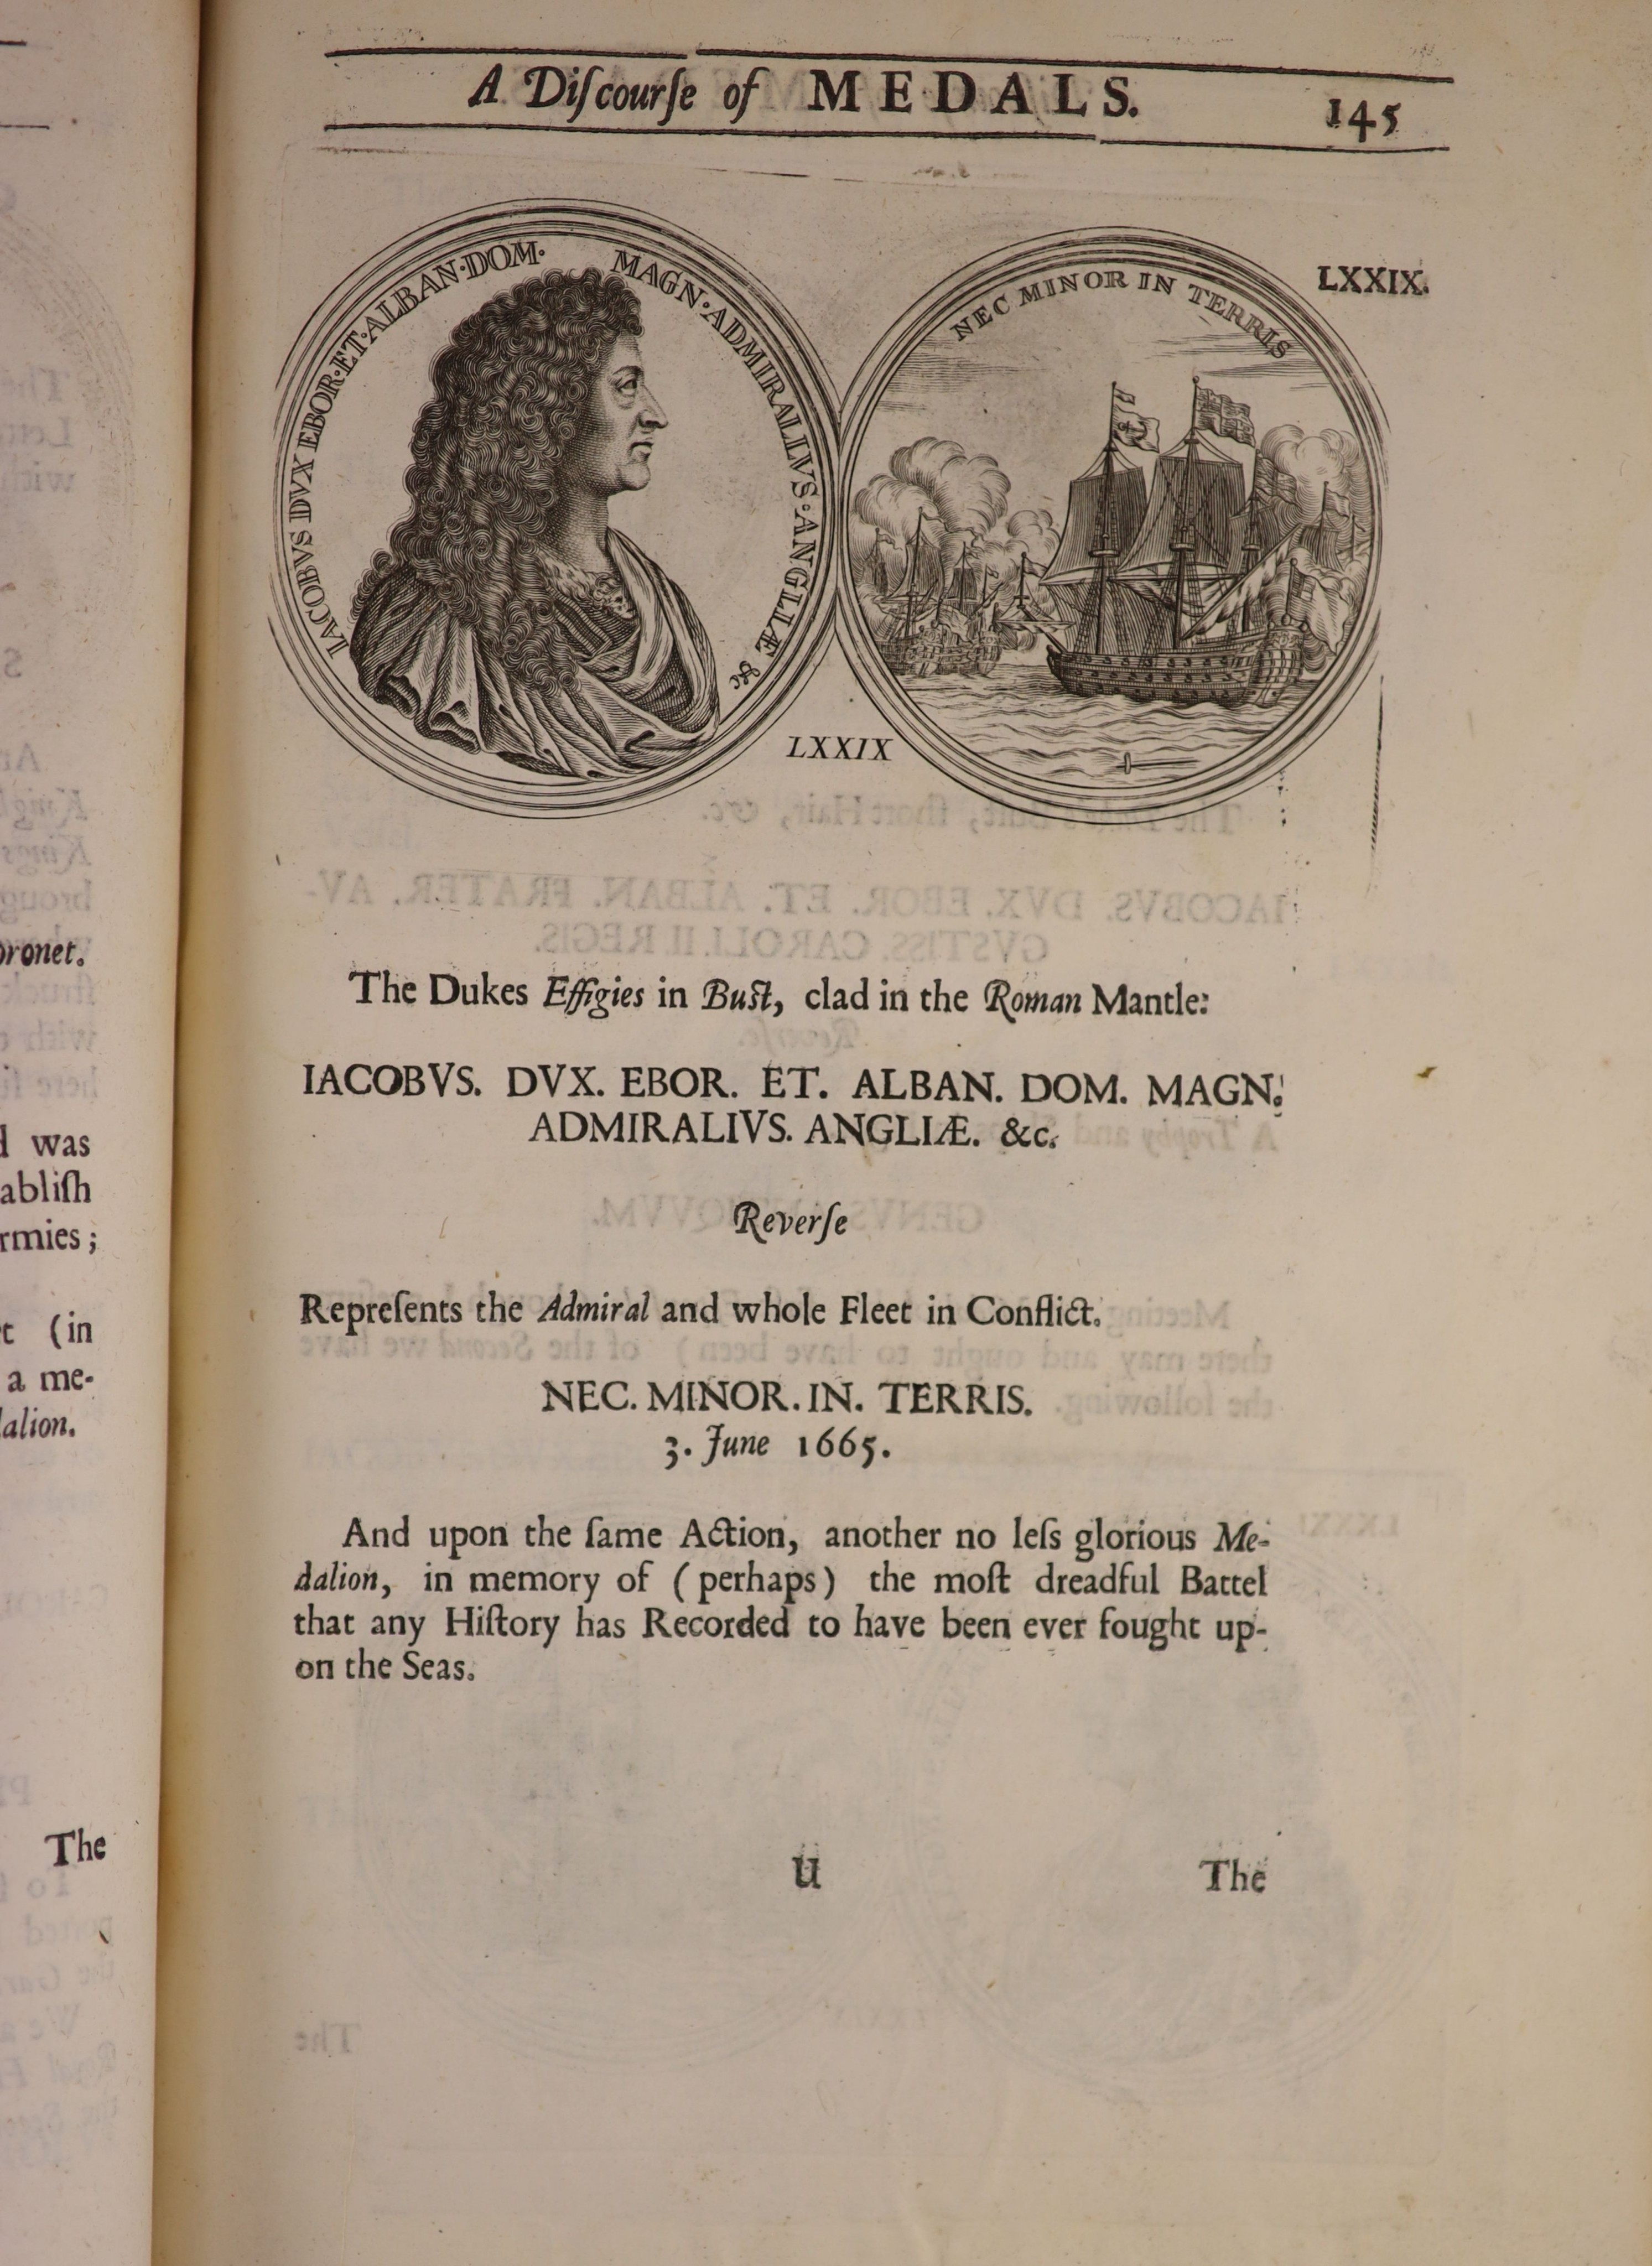 A Diſcourſe of MEDALS. 145
IACOBVS DVX EBOR·ET·ALBAN·DOM· MAGN·ADMIRALIVS·ANGLIÆ &c
NEC MINOR IN TERRIS
LXXIX.
LXXIX
The Dukes Effigies in Buſt, clad in the Roman Mantle:
IACOBVS. DVX. EBOR. ET. ALBAN. DOM. MAGN.
ADMIRALIVS. ANGLIÆ. &c.
Reverſe
Repreſents the Admiral and whole Fleet in Conflict.
NEC. MINOR. IN. TERRIS.
3. June 1665.
And upon the ſame Action, another no leſs glorious Me-
dalion, in memory of (perhaps) the moſt dreadful Battel
that any Hiſtory has Recorded to have been ever fought up-
on the Seas.
U The
oronet.
was
abliſh
rmies;
(in
a me-
dalion.
The